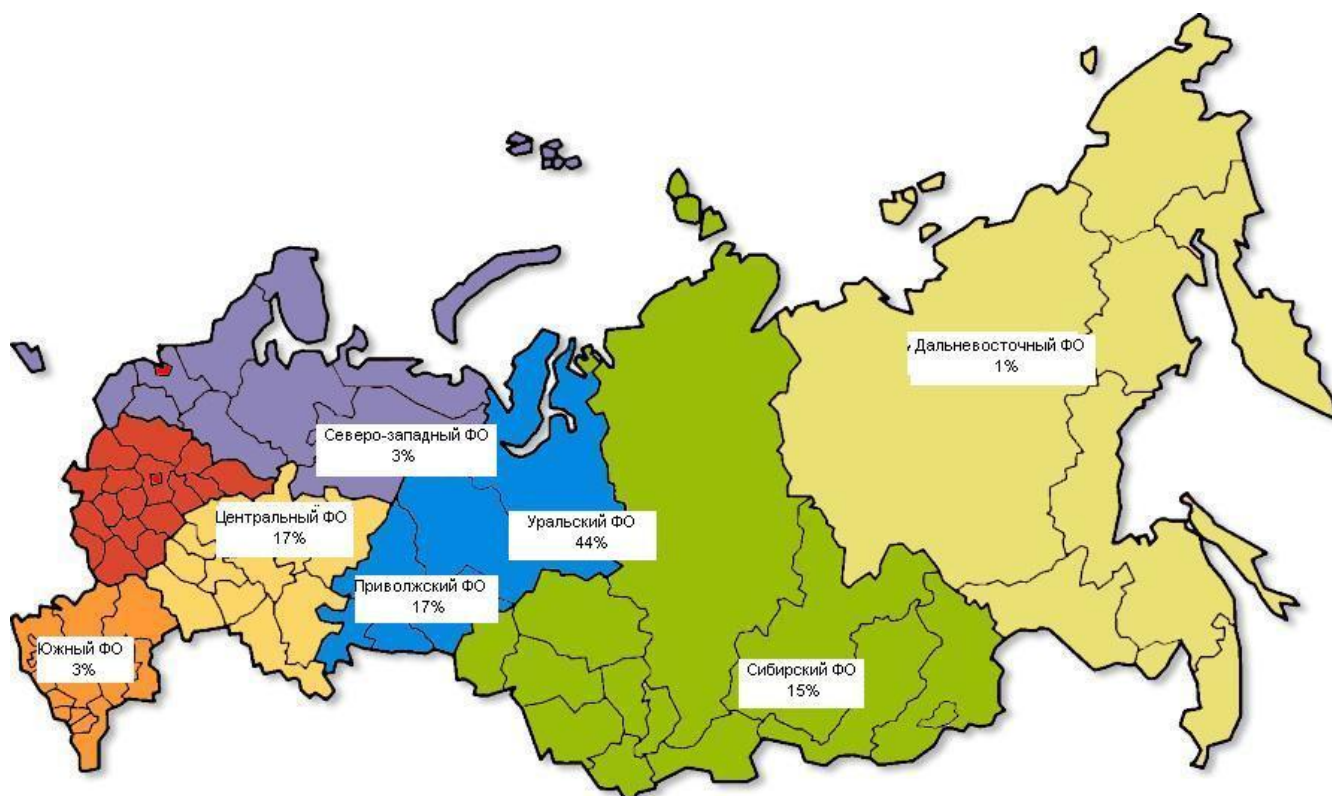 Дальневосточный ФО
1%
Северо-западный ФО
3%
Центральный ФО
17%
Уральский ФО
44%
Приволжский ФО
17%
Южный ФО
3%
Сибирский ФО
15%